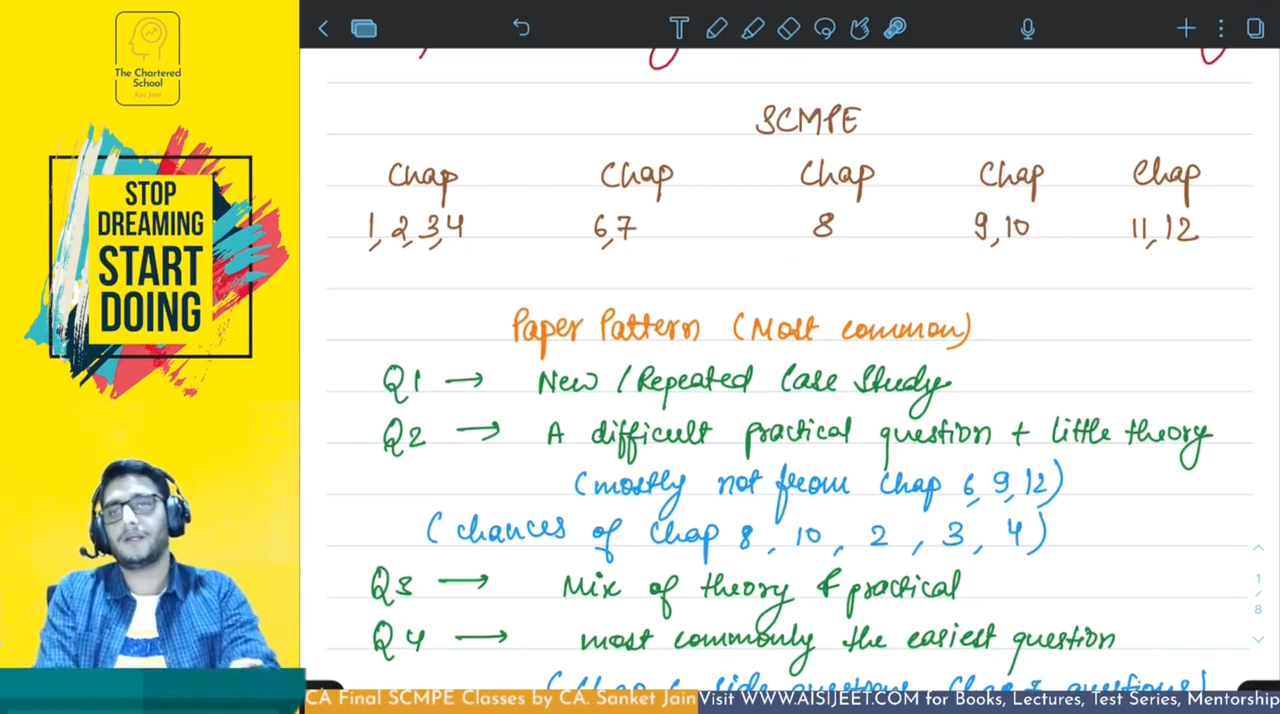 The Chartered
School
Aisi Jeet
STOP
DREAMING
START
DOING
SCMPE
Chap Chap Chap Chap Chap
1, 2, 3, 4 6, 7 8 9, 10 11, 12
Paper Pattern (Most common)
Q1 → New / Repeated Case Study
Q2 → A difficult practical question + little theory
(mostly not from Chap 6, 9, 12)
(Chances of Chap 8, 10, 2, 3, 4)
Q3 → Mix of theory & practical
Q4 → most commonly the easiest question
1
/
8
CA Final SCMPE Classes by CA. Sanket Jain Visit WWW.AISIJEET.COM for Books, Lectures, Test Series, Mentorship